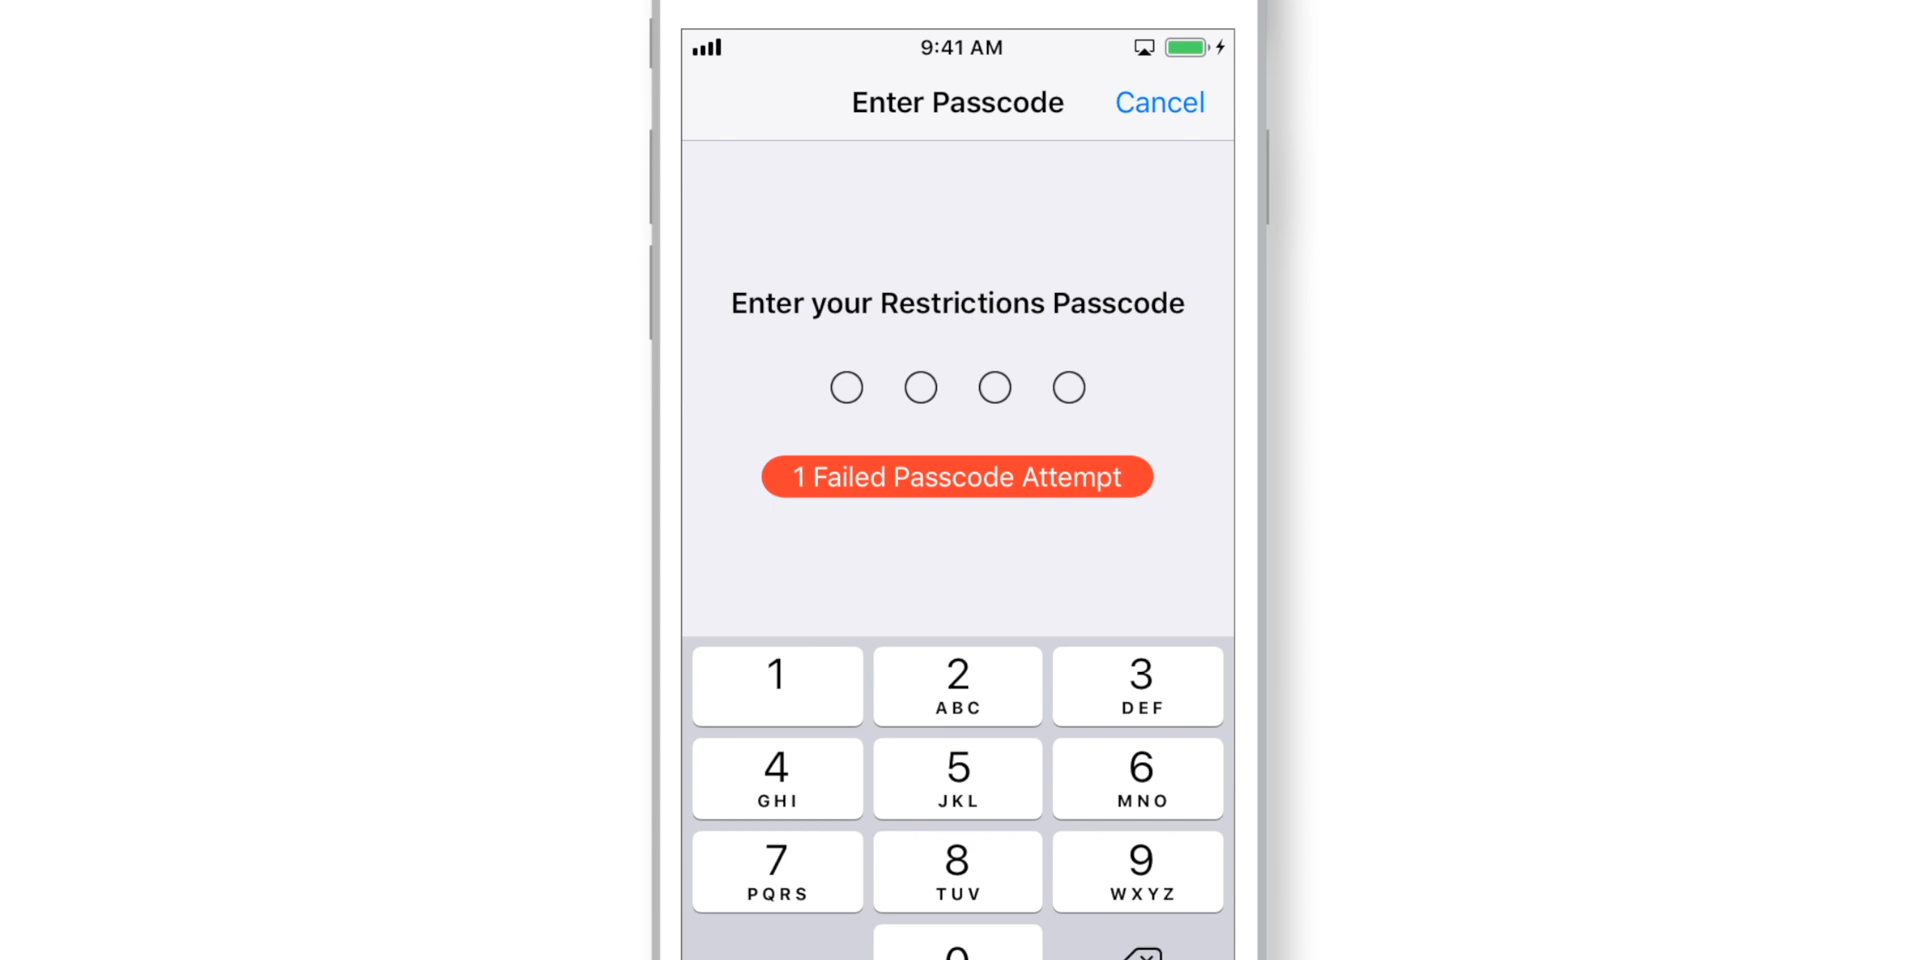 9:41 AM
Enter Passcode
Cancel
Enter your Restrictions Passcode
1 Failed Passcode Attempt
1
2
3
ABC
DEF
4
5
6
GHI
JKL
MNO
7
8
9
PQRS
TUV
WXYZ
0